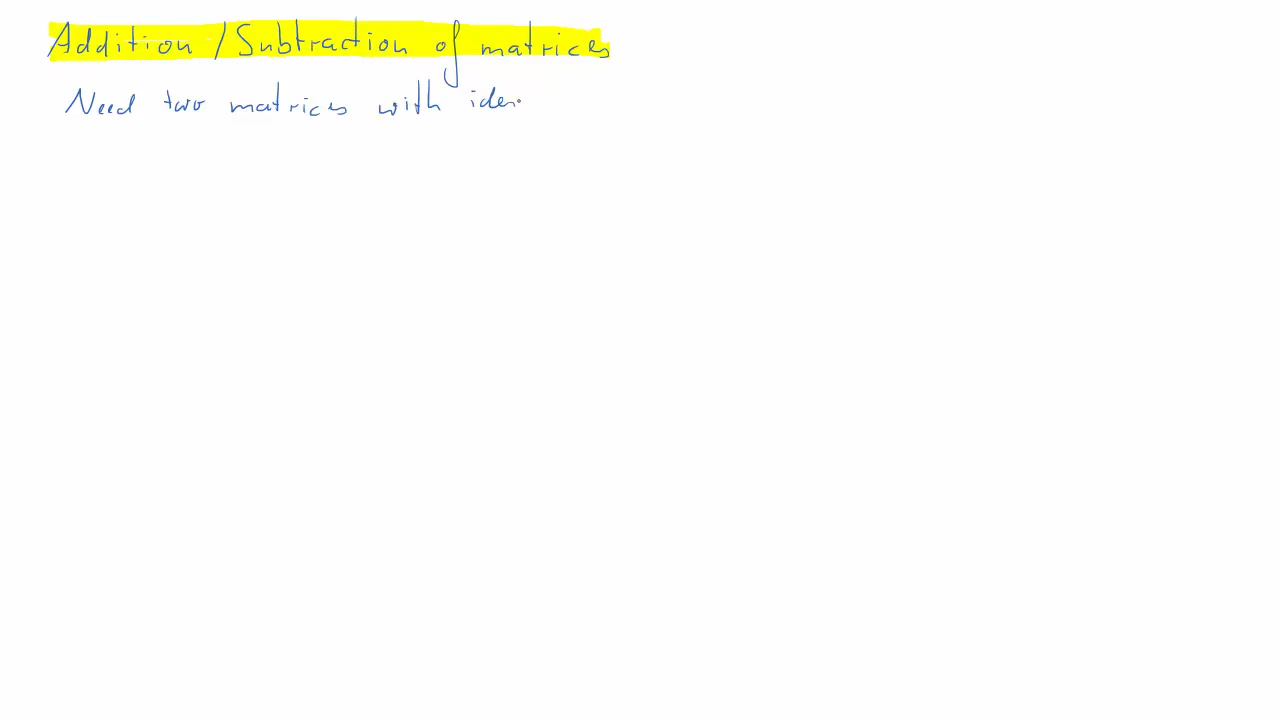 Addition / Subtraction of matrices
Need two matrices with iden